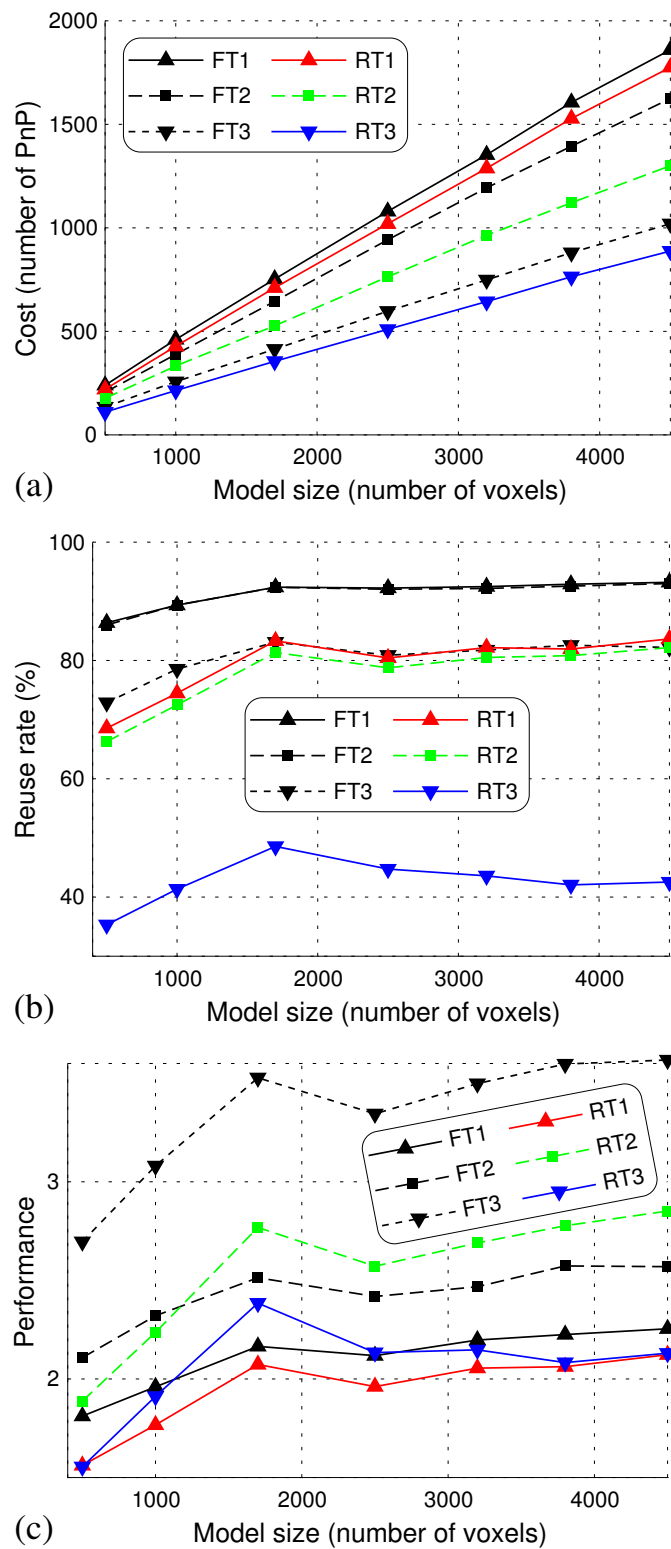 2000
1500
1000
500
0
Cost (number of PnP)
FT1 RT1
FT2 RT2
FT3 RT3
1000 2000 3000 4000
Model size (number of voxels)
(a)
100
80
60
40
Reuse rate (%)
FT1 RT1
FT2 RT2
FT3 RT3
1000 2000 3000 4000
Model size (number of voxels)
(b)
3
2
Performance
FT1 RT1
FT2 RT2
FT3 RT3
1000 2000 3000 4000
Model size (number of voxels)
(c)